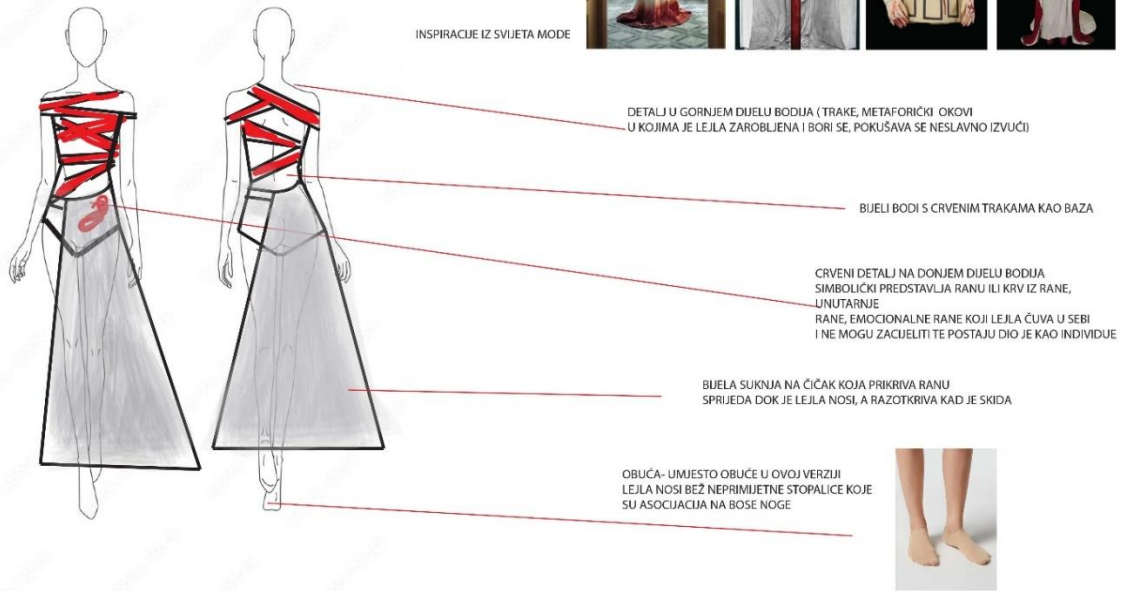 INSPIRACIJE IZ SVIJETA MODE
DETALJ U GORNJEM DIJELU BODIJA ( TRAKE, METAFORIČKI OKOVI
U KOJIMA JE LEJLA ZAROBLJENA I BORI SE, POKUŠAVA SE NESLAVNO IZVUĆI)
BIJELI BODI S CRVENIM TRAKAMA KAO BAZA
CRVENI DETALJ NA DONJEM DIJELU BODIJA
SIMBOLIČKI PREDSTAVLJA RANU ILI KRV IZ RANE,
UNUTARNJE
RANE, EMOCIONALNE RANE KOJI LEJLA ČUVA U SEBI
I NE MOGU ZACIJELITI TE POSTAJU DIO JE KAO INDIVIDUE
BIJELA SUKNJA NA ČIČAK KOJA PRIKRIVA RANU
SPRIJEDA DOK JE LEJLA NOSI, A RAZOTKRIVA KAD JE SKIDA
OBUĆA- UMJESTO OBUĆE U OVOJ VERZIJI
LEJLA NOSI BEŽ NEPRIMIJETNE STOPALICE KOJE
SU ASOCIJACIJA NA BOSE NOGE